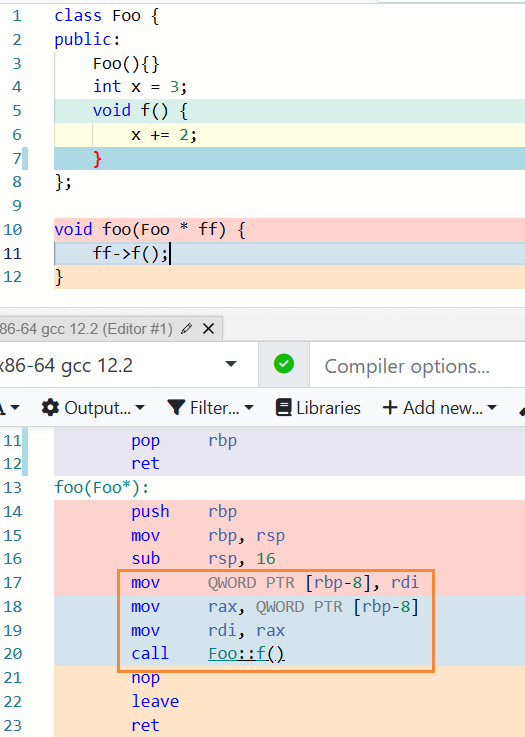 1 class Foo {
2 public:
3     Foo(){}
4     int x = 3;
5     void f() {
6         x += 2;
7     }
8 };
9
10 void foo(Foo * ff) {
11     ff->f();
12 }
86-64 gcc 12.2 (Editor #1)
x86-64 gcc 12.2 Compiler options...
A Output... Filter... Libraries + Add new...
11 pop rbp
12 ret
13 foo(Foo*):
14 push rbp
15 mov rbp, rsp
16 sub rsp, 16
17 mov QWORD PTR [rbp-8], rdi
18 mov rax, QWORD PTR [rbp-8]
19 mov rdi, rax
20 call Foo::f()
21 nop
22 leave
23 ret